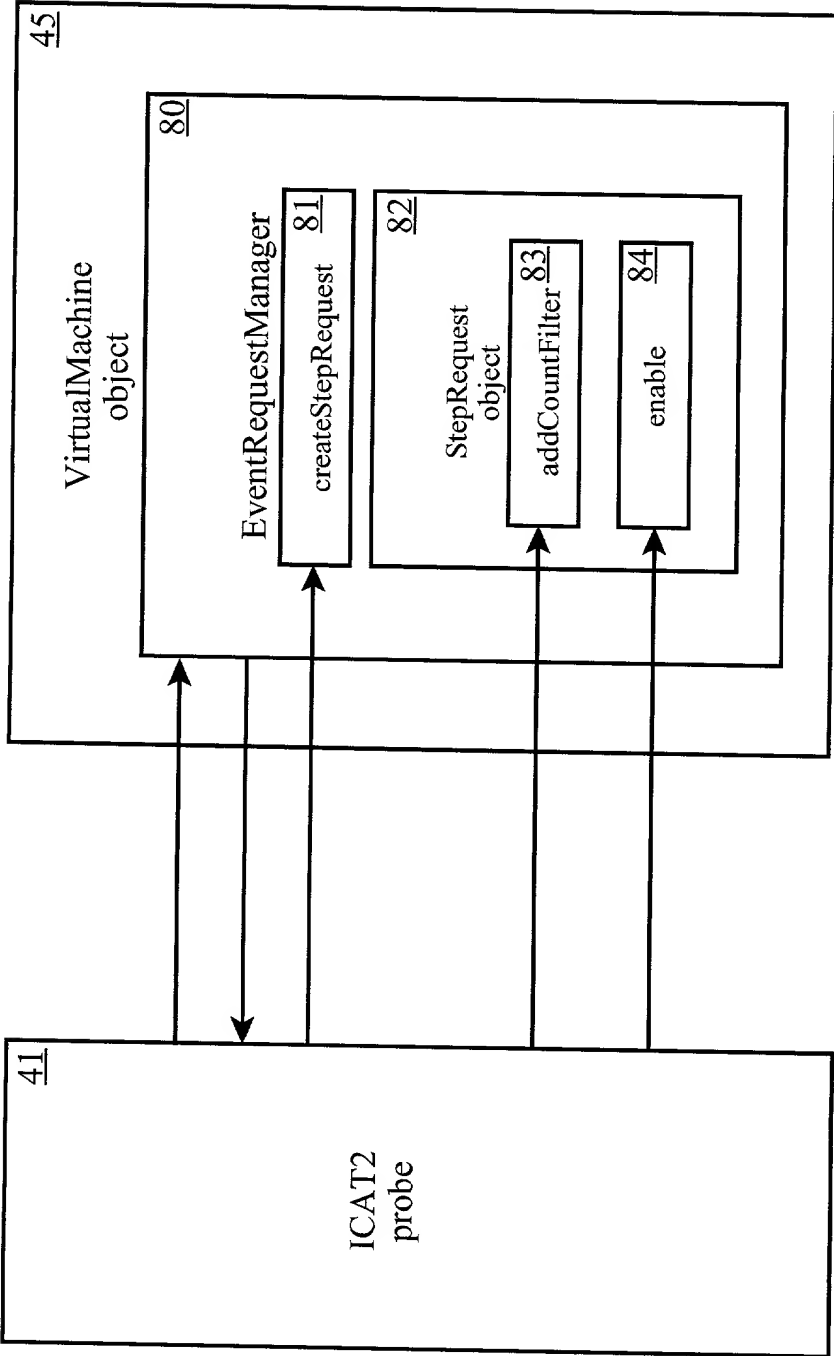 41
ICAT2
probe
45
VirtualMachine
object
80
EventRequestManager
81
createStepRequest
82
StepRequest
object
83
addCountFilter
84
enable